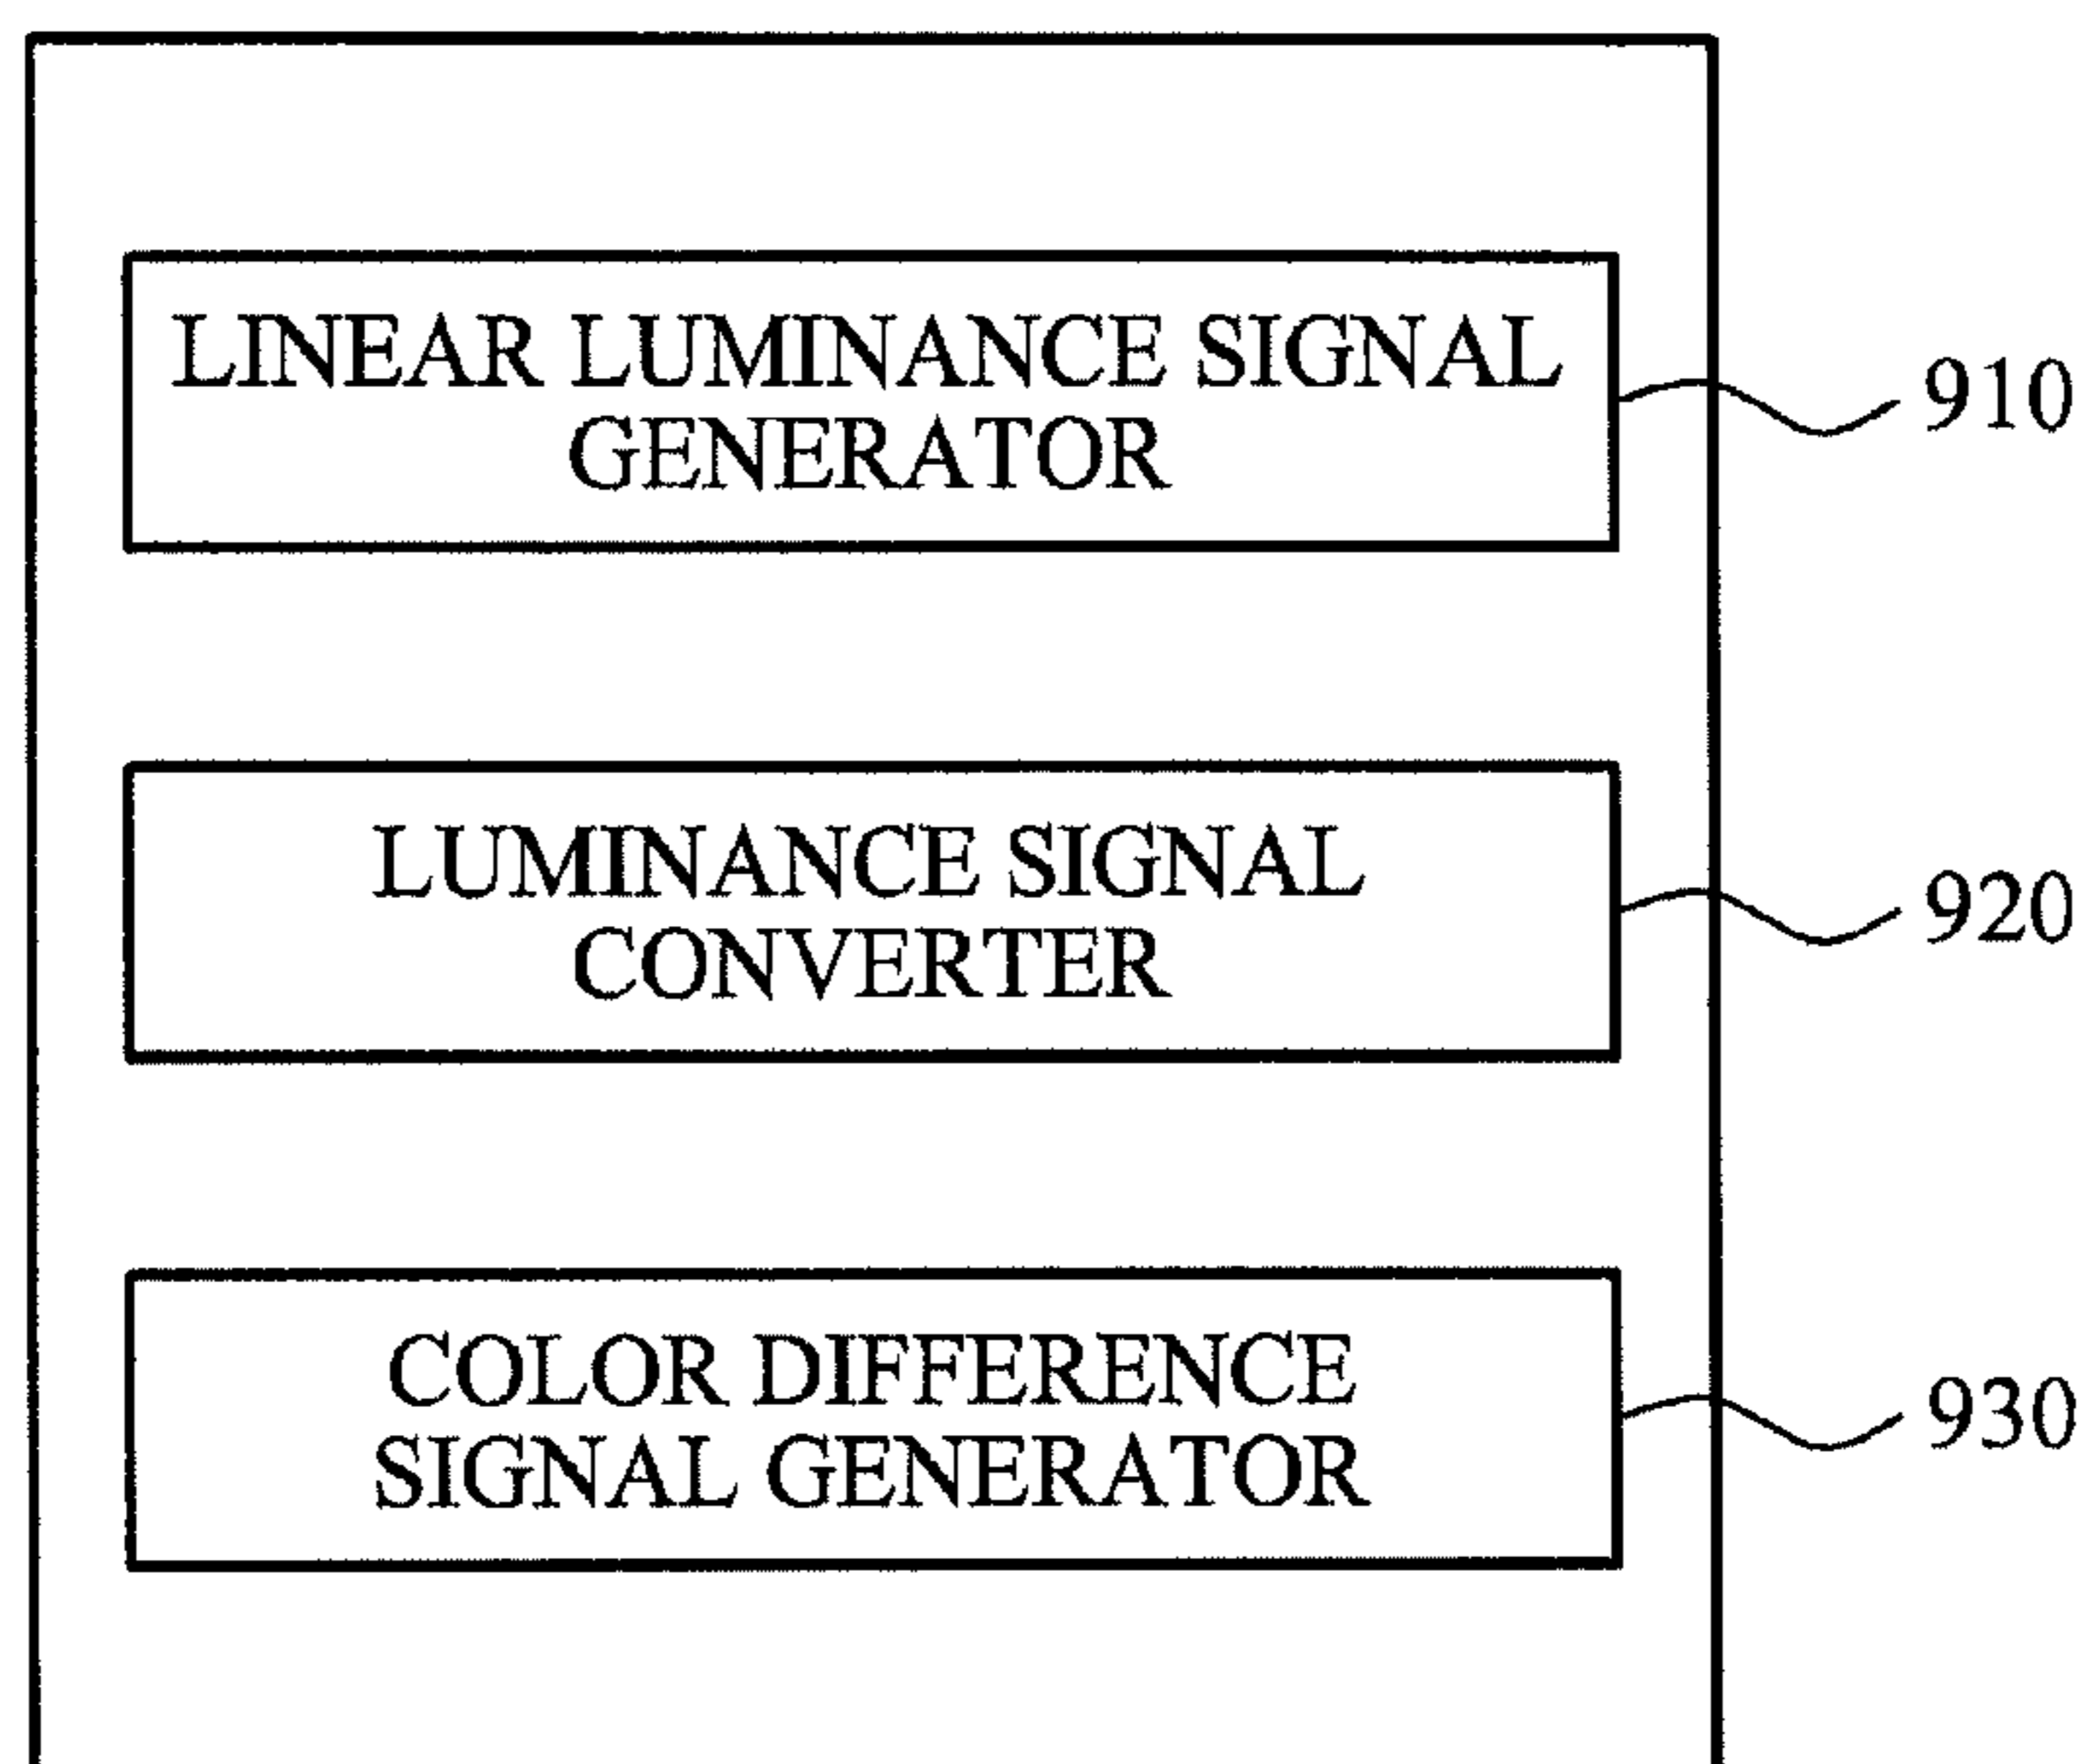 LINEAR LUMINANCE SIGNAL
GENERATOR
910
LUMINANCE SIGNAL
CONVERTER
920
COLOR DIFFERENCE
SIGNAL GENERATOR
930